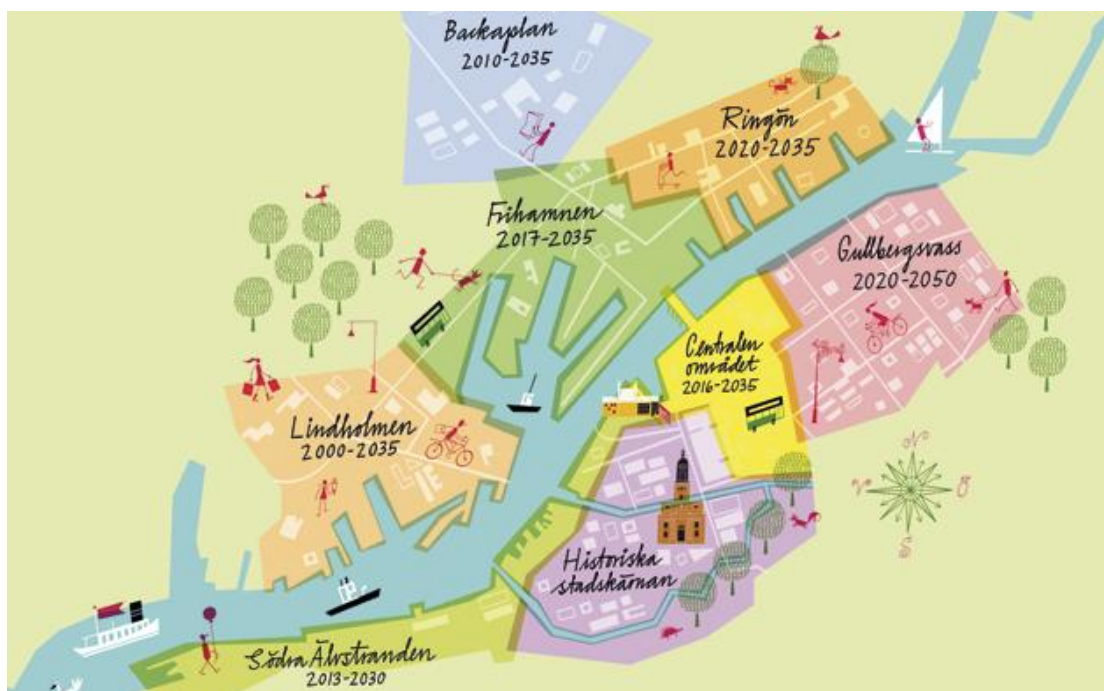 Backaplan
2010-2035
Ringön
2020-2035
Frihamnen
2017-2035
Gullbergsvass
2020-2050
Centralen
området
2016-2035
Lindholmen
2000-2035
N
V
Ö
S
Historiska
stadskärnan
Södra Älvstranden
2013-2030